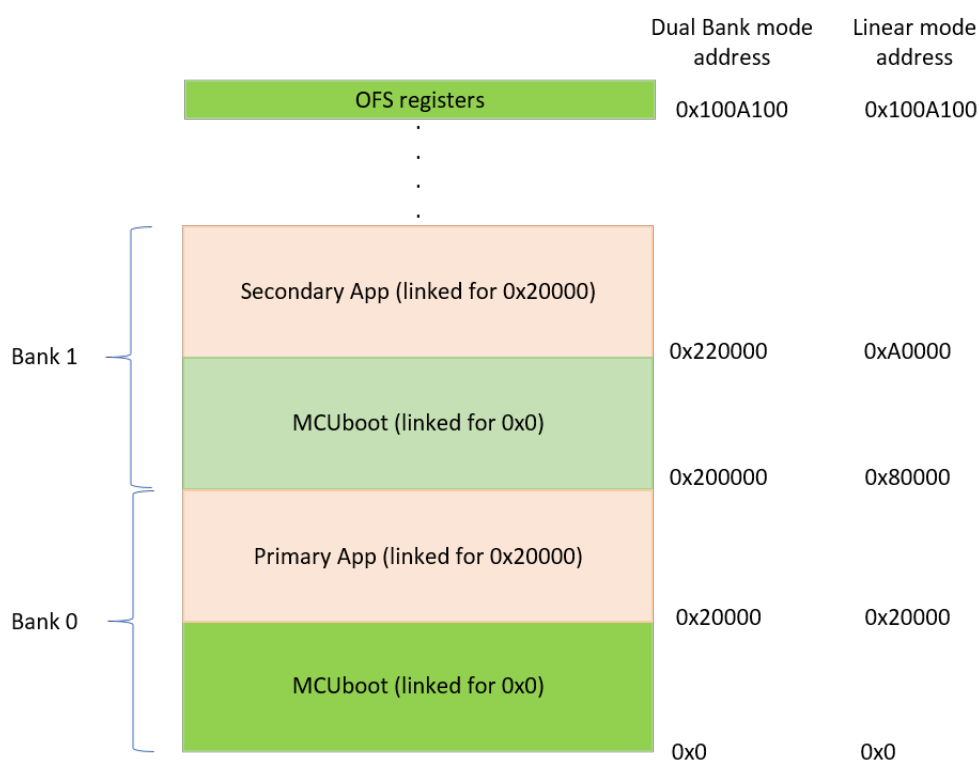 Dual Bank mode address
Linear mode address
OFS registers
0x100A100
0x100A100
Secondary App (linked for 0x20000)
Bank 1
0x220000
0xA0000
MCUboot (linked for 0x0)
0x200000
0x80000
Primary App (linked for 0x20000)
Bank 0
0x20000
0x20000
MCUboot (linked for 0x0)
0x0
0x0